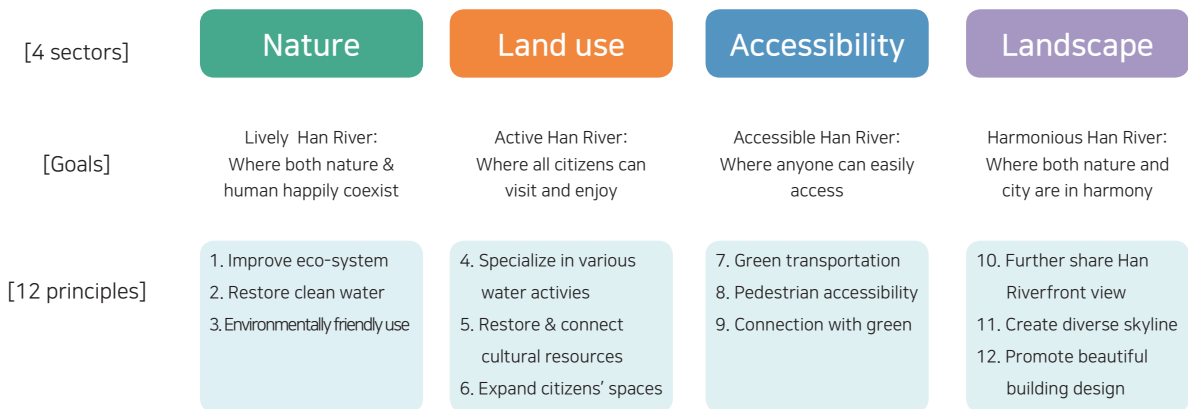 [4 sectors]
Nature
Land use
Accessibility
Landscape
[Goals]
Lively Han River:
Where both nature &
human happily coexist
Active Han River:
Where all citizens can
visit and enjoy
Accessible Han River:
Where anyone can easily
access
Harmonious Han River:
Where both nature and
city are in harmony
[12 principles]
1. Improve eco-system
2. Restore clean water
3. Environmentally friendly use
4. Specialize in various
water activies
5. Restore & connect
cultural resources
6. Expand citizens' spaces
7. Green transportation
8. Pedestrian accessibility
9. Connection with green
10. Further share Han
Riverfront view
11. Create diverse skyline
12. Promote beautiful
building design